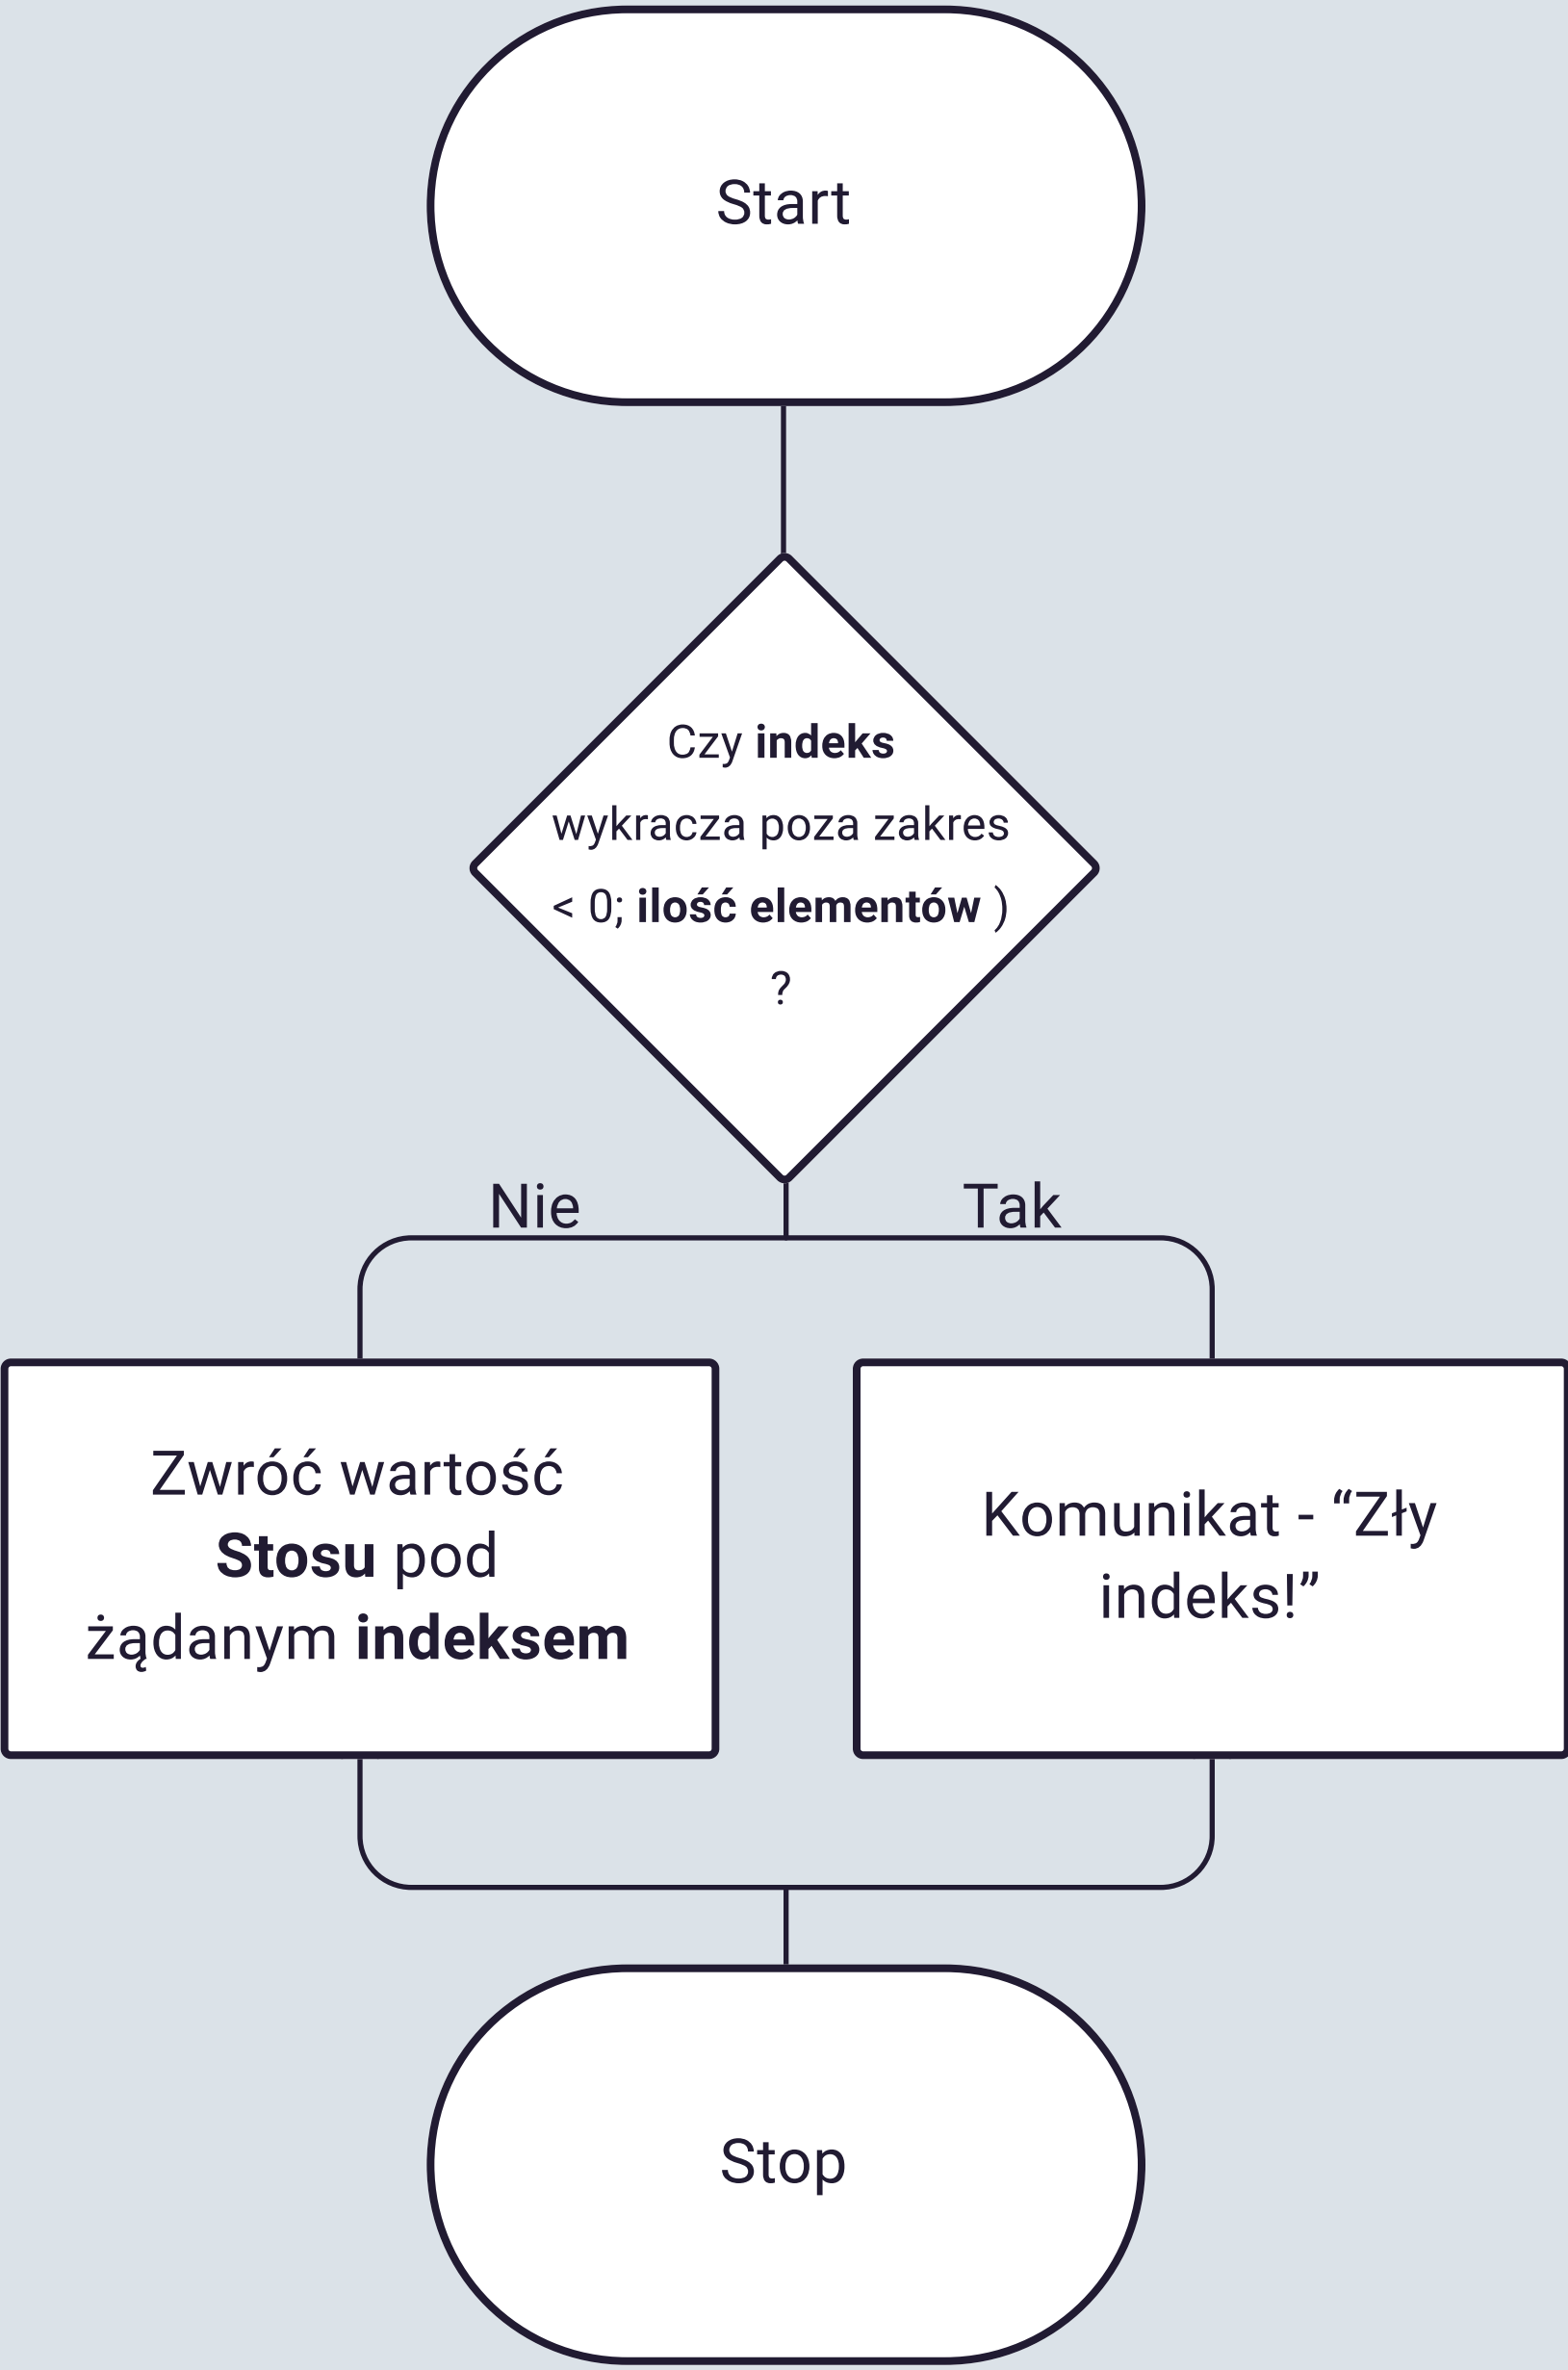 Start
Czy indeks
wykracza poza zakres
< 0; ilość elementów )
?
Nie
Tak
Zwróć wartość
Stosu pod
żądanym indeksem
Komunikat - “Zły
indeks!”
Stop